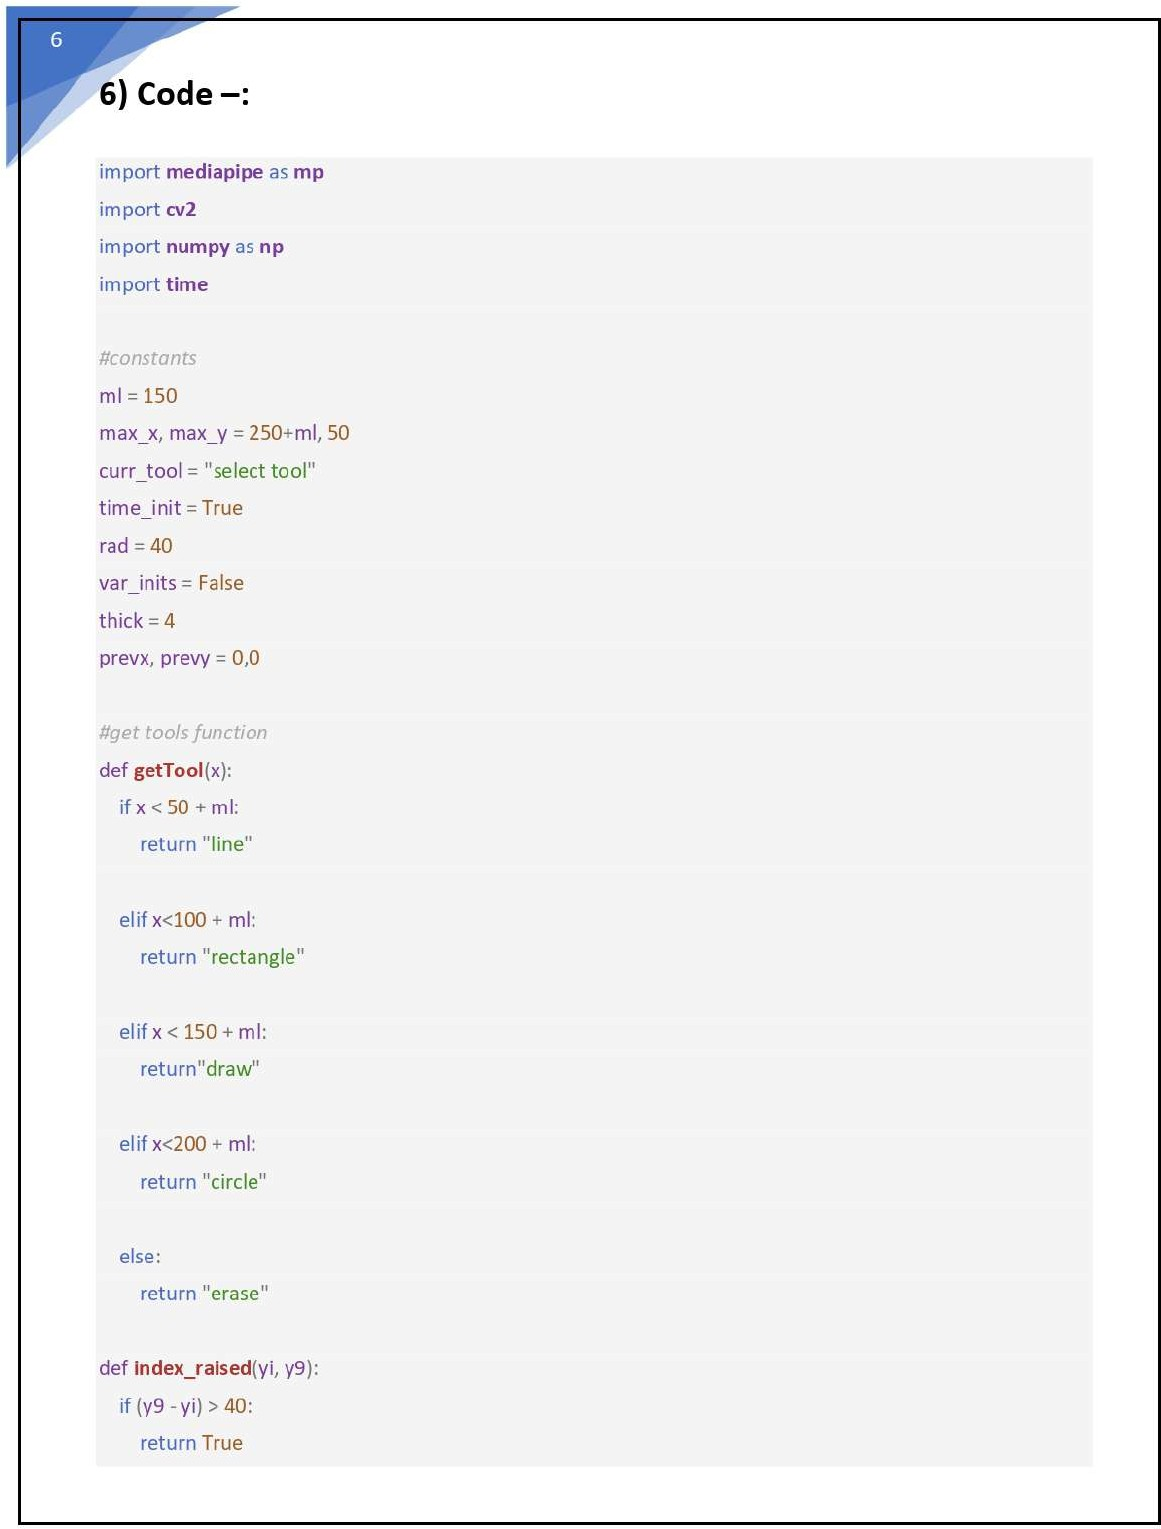 6
6) Code –:
import mediapipe as mp
import cv2
import numpy as np
import time
#constants
ml = 150
max_x, max_y = 250+ml, 50
curr_tool = "select tool"
time_init = True
rad = 40
var_inits = False
thick = 4
prevx, prevy = 0,0
#get tools function
def getTool(x):
if x < 50 + ml:
return "line"
elif x<100 + ml:
return "rectangle"
elif x < 150 + ml:
return"draw"
elif x<200 + ml:
return "circle"
else:
return "erase"
def index_raised(yi, y9):
if (y9 - yi) > 40:
return True